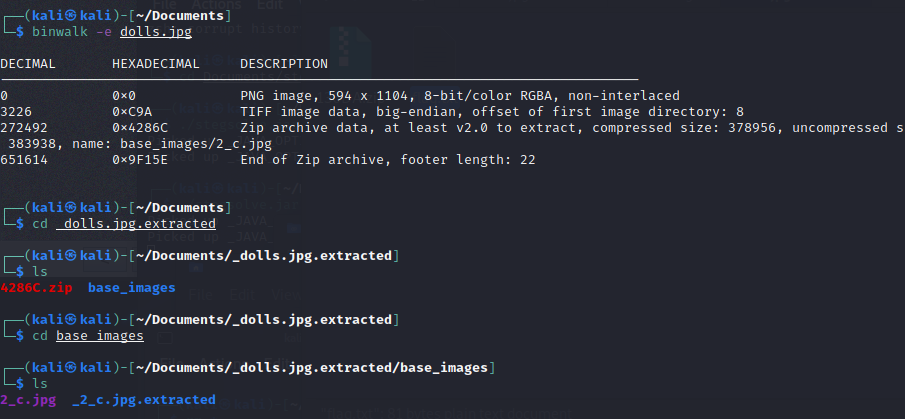 ┌──(kali㉿kali)-[~/Documents]
└─$ binwalk -e dolls.jpg
DECIMAL       HEXADECIMAL     DESCRIPTION
--------------------------------------------------------------------------------
0             0×0             PNG image, 594 x 1104, 8-bit/color RGBA, non-interlaced
3226          0×C9A           TIFF image data, big-endian, offset of first image directory: 8
272492        0×4286C         Zip archive data, at least v2.0 to extract, compressed size: 378956, uncompressed s
 383938, name: base_images/2_c.jpg
651614        0×9F15E         End of Zip archive, footer length: 22
┌──(kali㉿kali)-[~/Documents]
└─$ cd _dolls.jpg.extracted
┌──(kali㉿kali)-[~/Documents/_dolls.jpg.extracted]
└─$ ls
4286C.zip  base_images
┌──(kali㉿kali)-[~/Documents/_dolls.jpg.extracted]
└─$ cd base_images
┌──(kali㉿kali)-[~/Documents/_dolls.jpg.extracted/base_images]
└─$ ls
2_c.jpg  _2_c.jpg.extracted